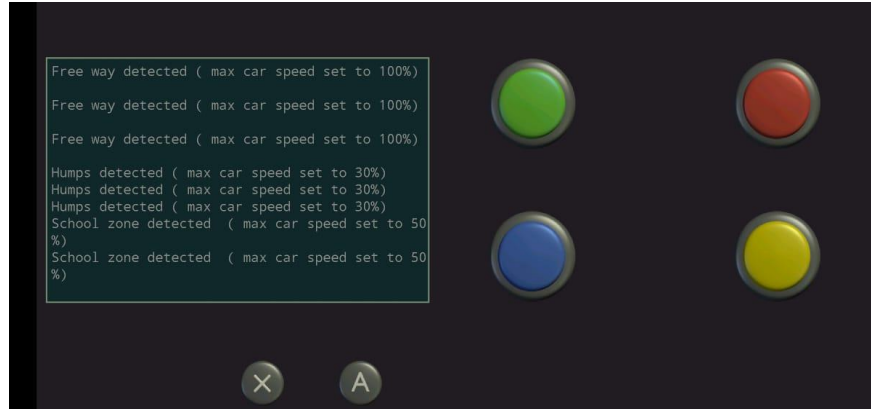 Free way detected ( max car speed set to 100%)
Free way detected ( max car speed set to 100%)
Free way detected ( max car speed set to 100%)
Humps detected ( max car speed set to 30%)
Humps detected ( max car speed set to 30%)
Humps detected ( max car speed set to 30%)
School zone detected  ( max car speed set to 50
%)
School zone detected  ( max car speed set to 50
%)
X
A